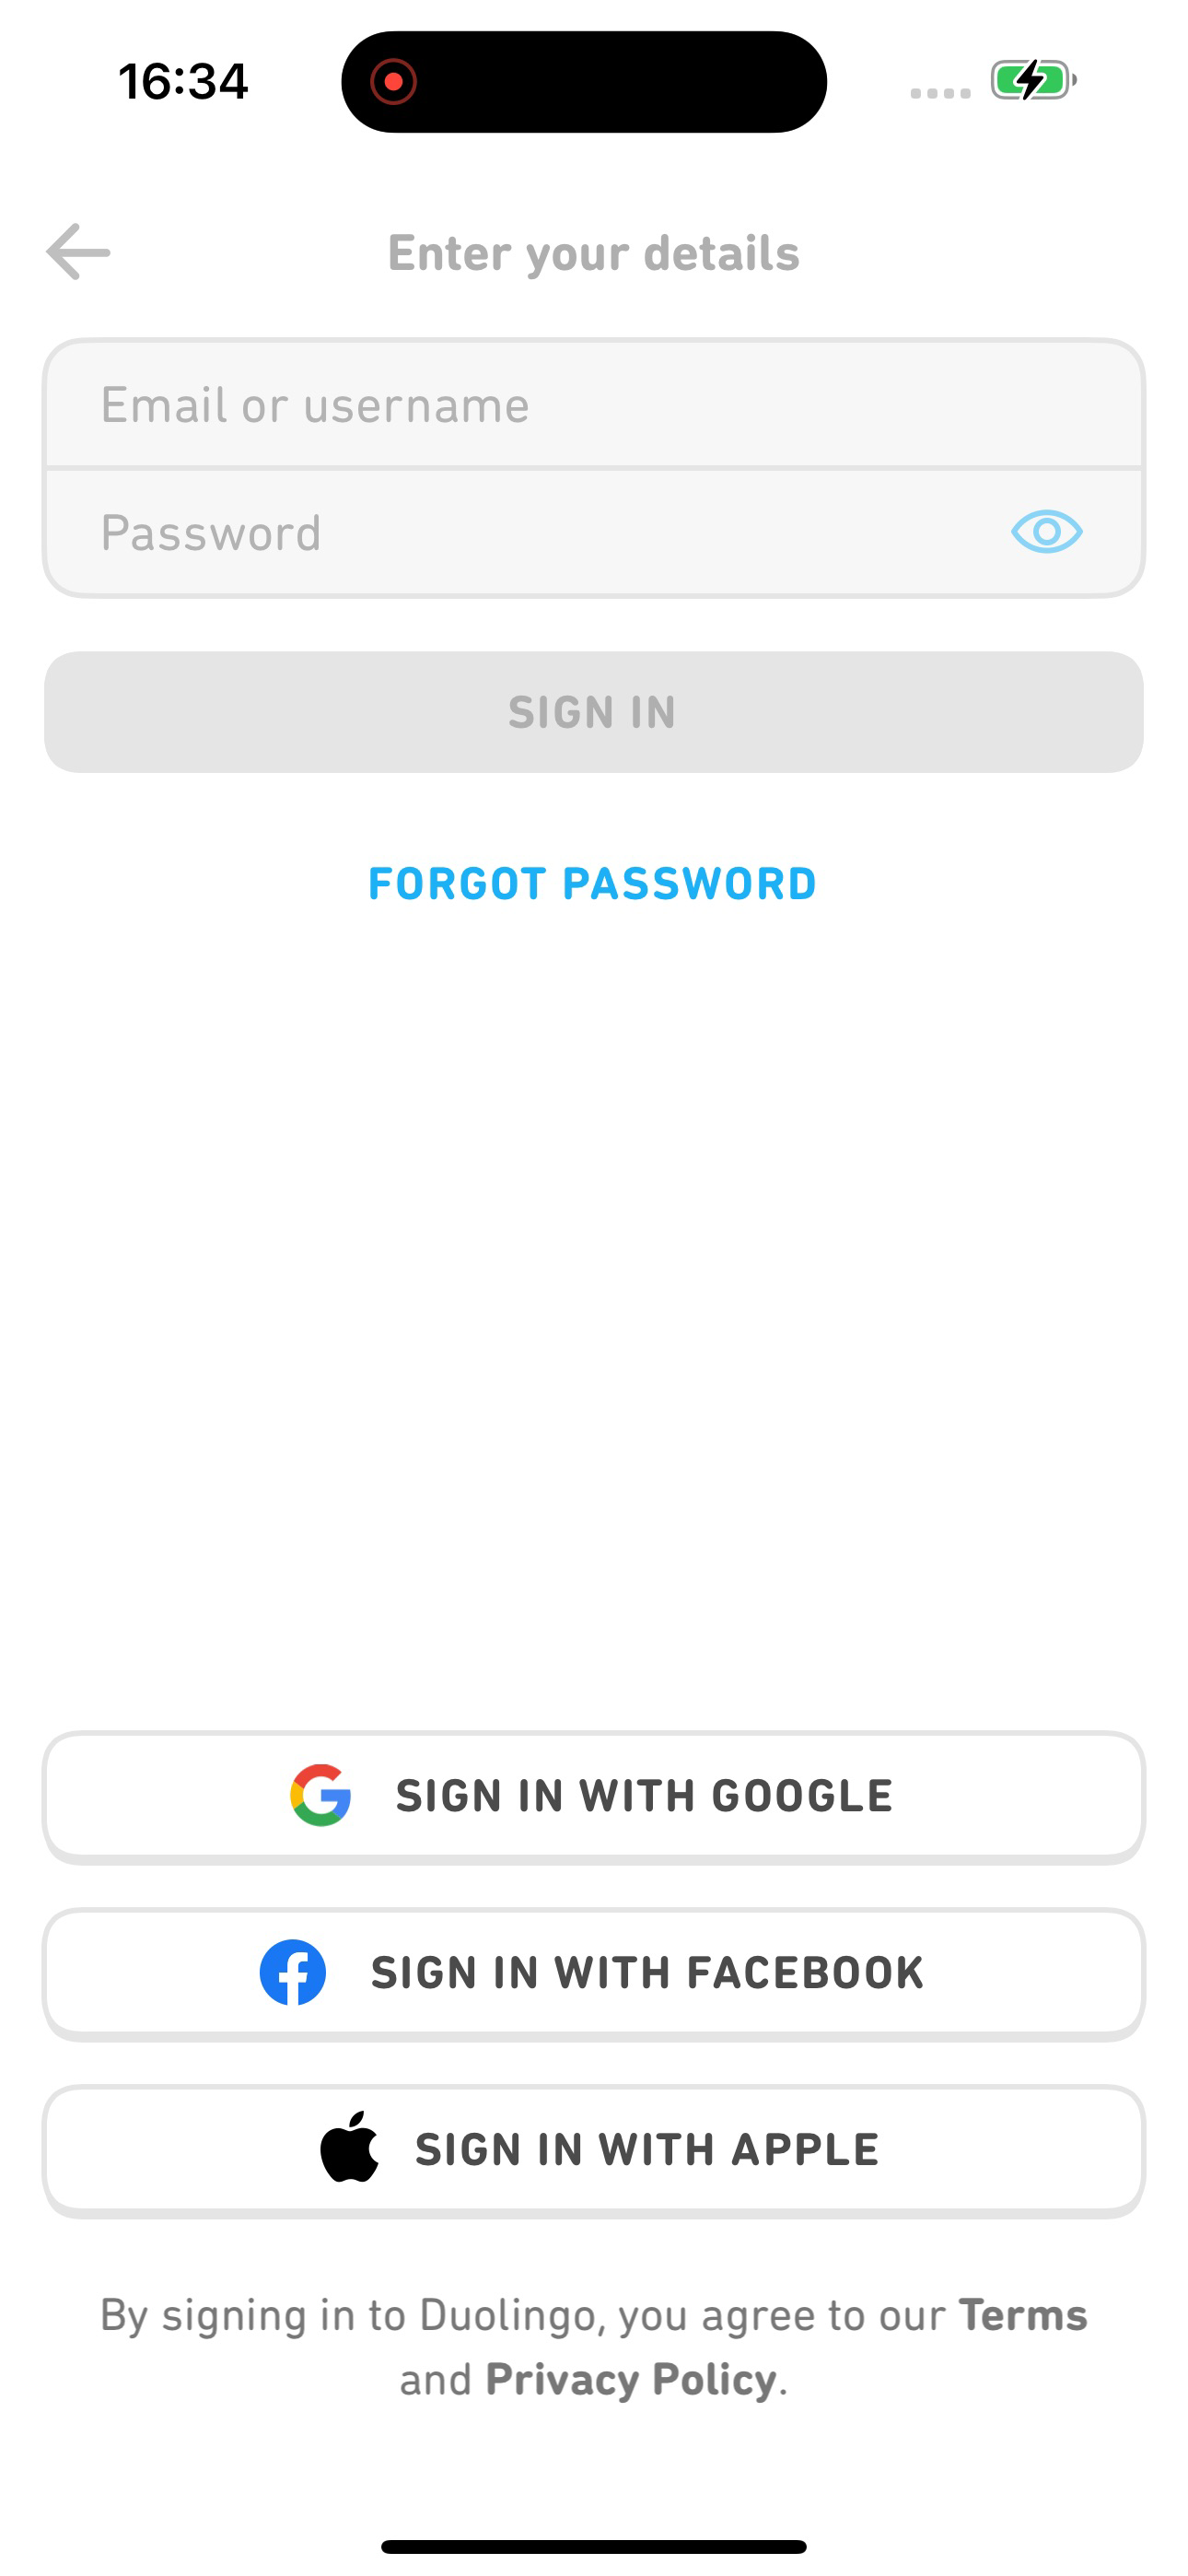 16:34
Enter your details
Email or username
Password
SIGN IN
FORGOT PASSWORD
SIGN IN WITH GOOGLE
SIGN IN WITH FACEBOOK
SIGN IN WITH APPLE
By signing in to Duolingo, you agree to our Terms
and Privacy Policy.